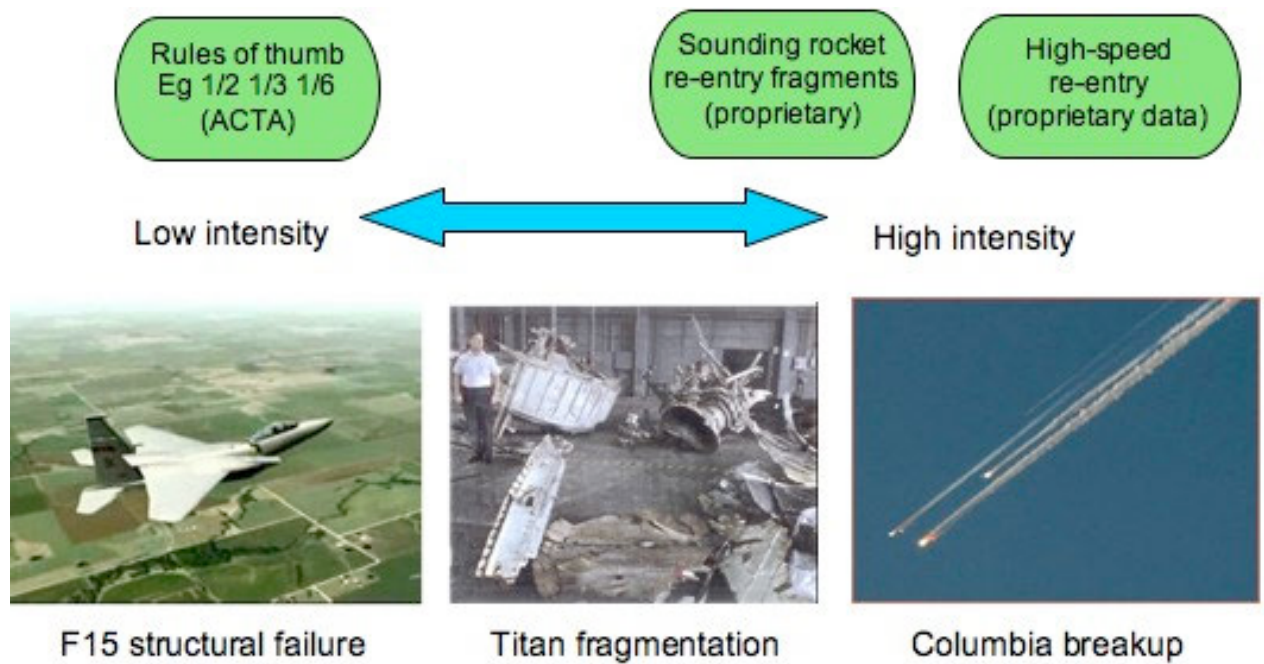 Rules of thumb
Eg 1/2 1/3 1/6
(ACTA)
Sounding rocket
re-entry fragments
(proprietary)
High-speed
re-entry
(proprietary data)
Low intensity
High intensity
F15 structural failure
Titan fragmentation
Columbia breakup